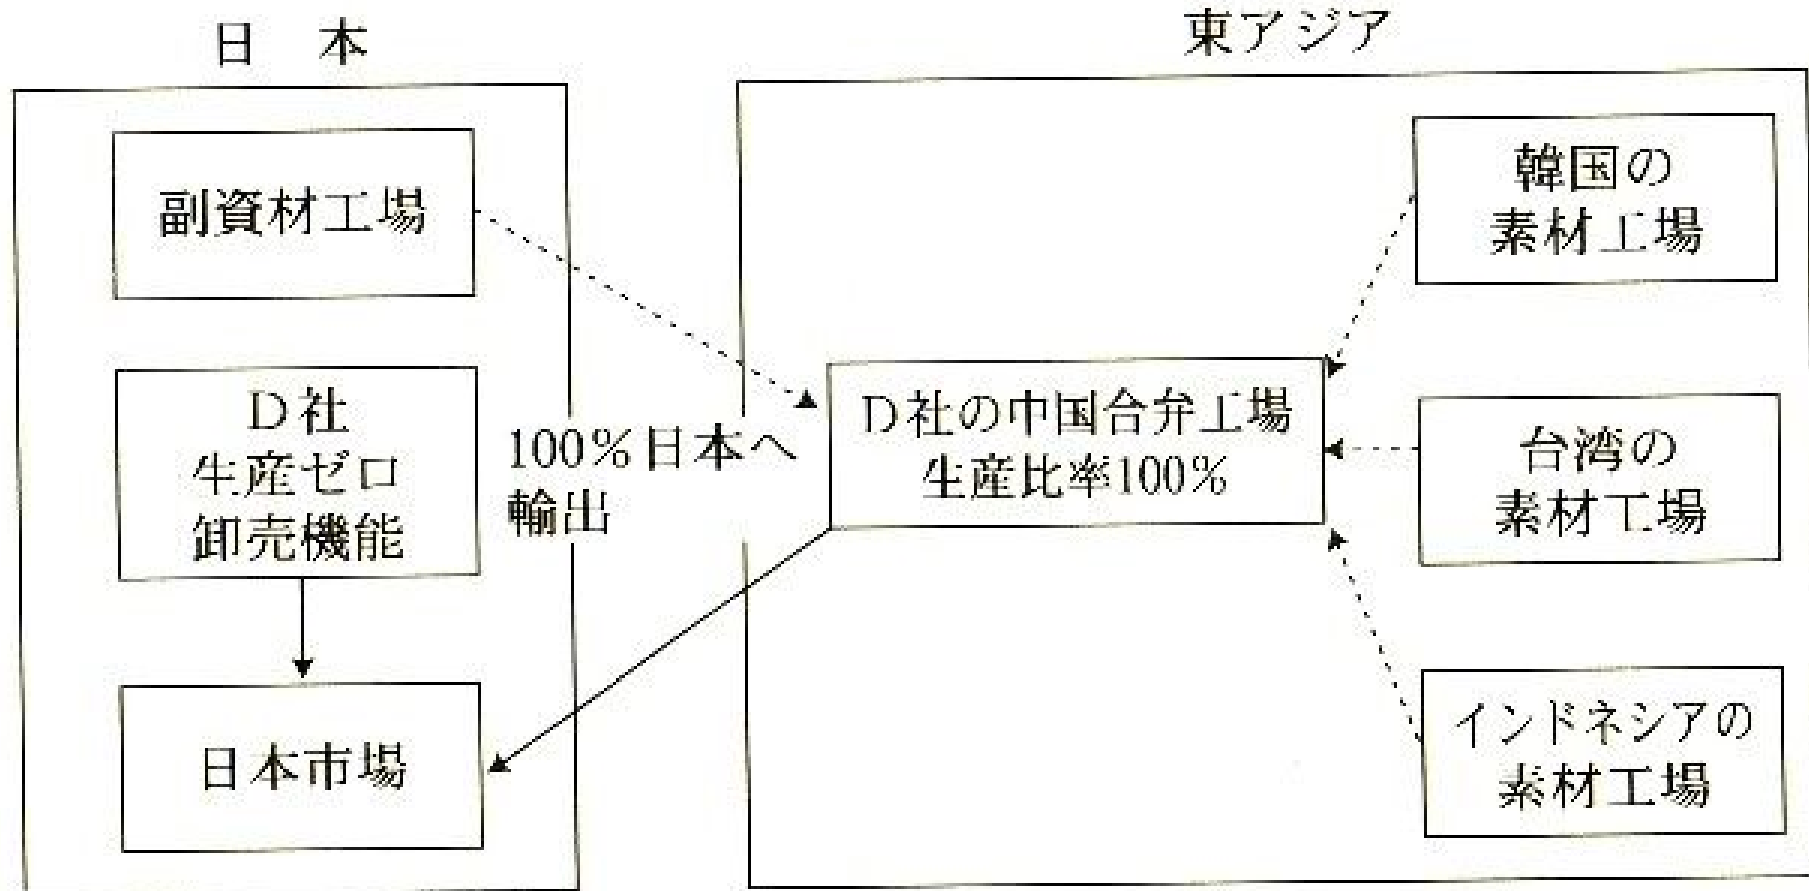 日 本
東アジア
副資材工場
D社
生産ゼロ
卸売機能
日本市場
100%日本へ
輸出
D社の中国合弁工場
生産比率100%
韓国の
素材工場
台湾の
素材工場
インドネシアの
素材工場